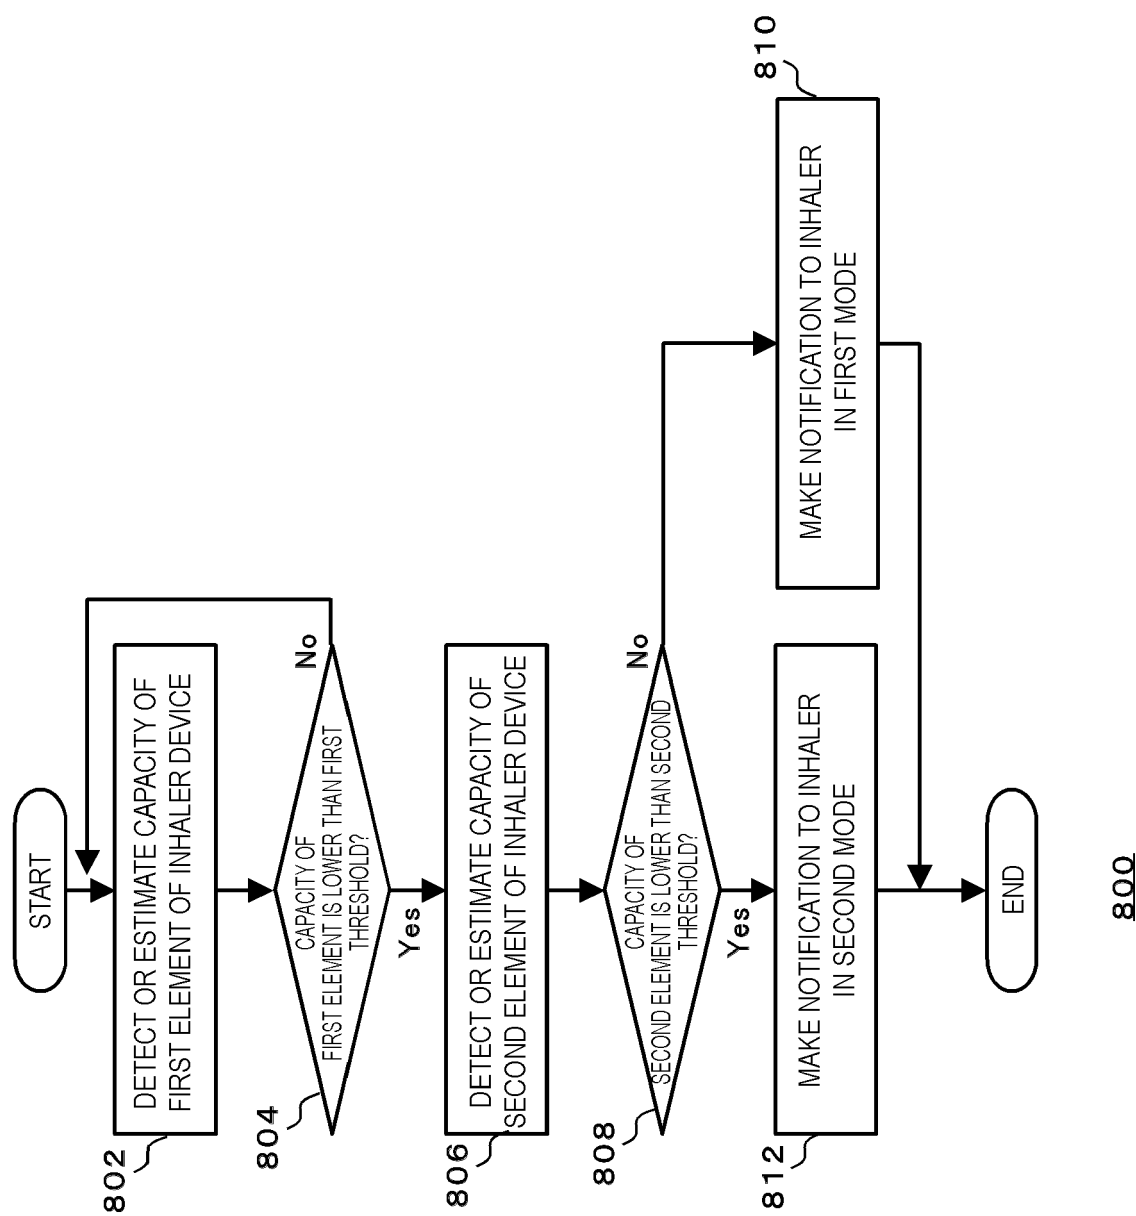 START
802
DETECT OR ESTIMATE CAPACITY OF
FIRST ELEMENT OF INHALER DEVICE
804
CAPACITY OF
FIRST ELEMENT IS LOWER THAN FIRST
THRESHOLD?
No
Yes
806
DETECT OR ESTIMATE CAPACITY OF
SECOND ELEMENT OF INHALER DEVICE
808
CAPACITY OF
SECOND ELEMENT IS LOWER THAN SECOND
THRESHOLD?
No
Yes
812
MAKE NOTIFICATION TO INHALER
IN SECOND MODE
810
MAKE NOTIFICATION TO INHALER
IN FIRST MODE
END
800